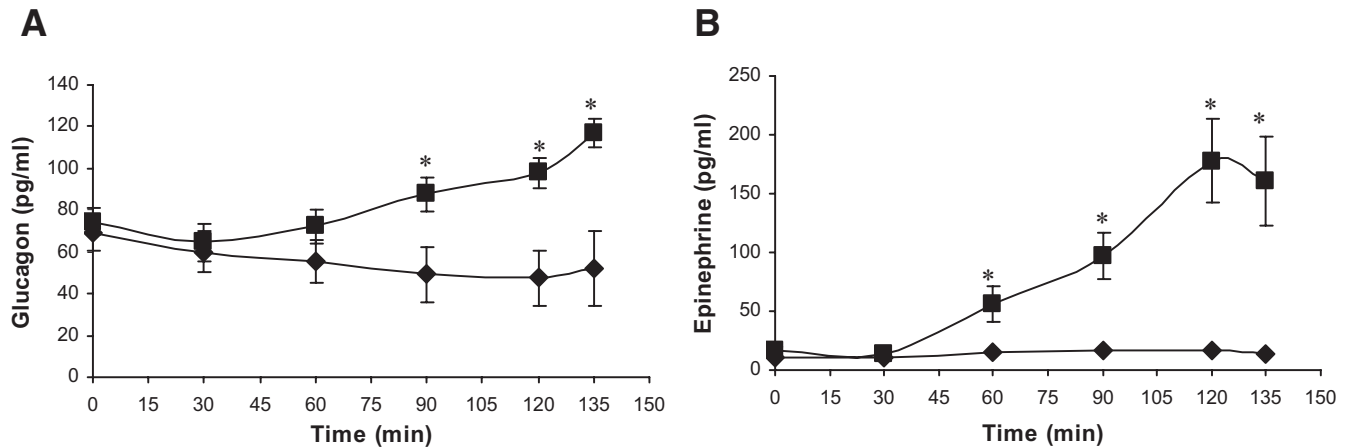 A
B
Glucagon (pg/ml)
140
120
100
80
60
40
20
0
* * *
0 15 30 45 60 75 90 105 120 135 150
Time (min)
Epinephrine (pg/ml)
250
200
150
100
50
0
* * * *
0 15 30 45 60 75 90 105 120 135 150
Time (min)